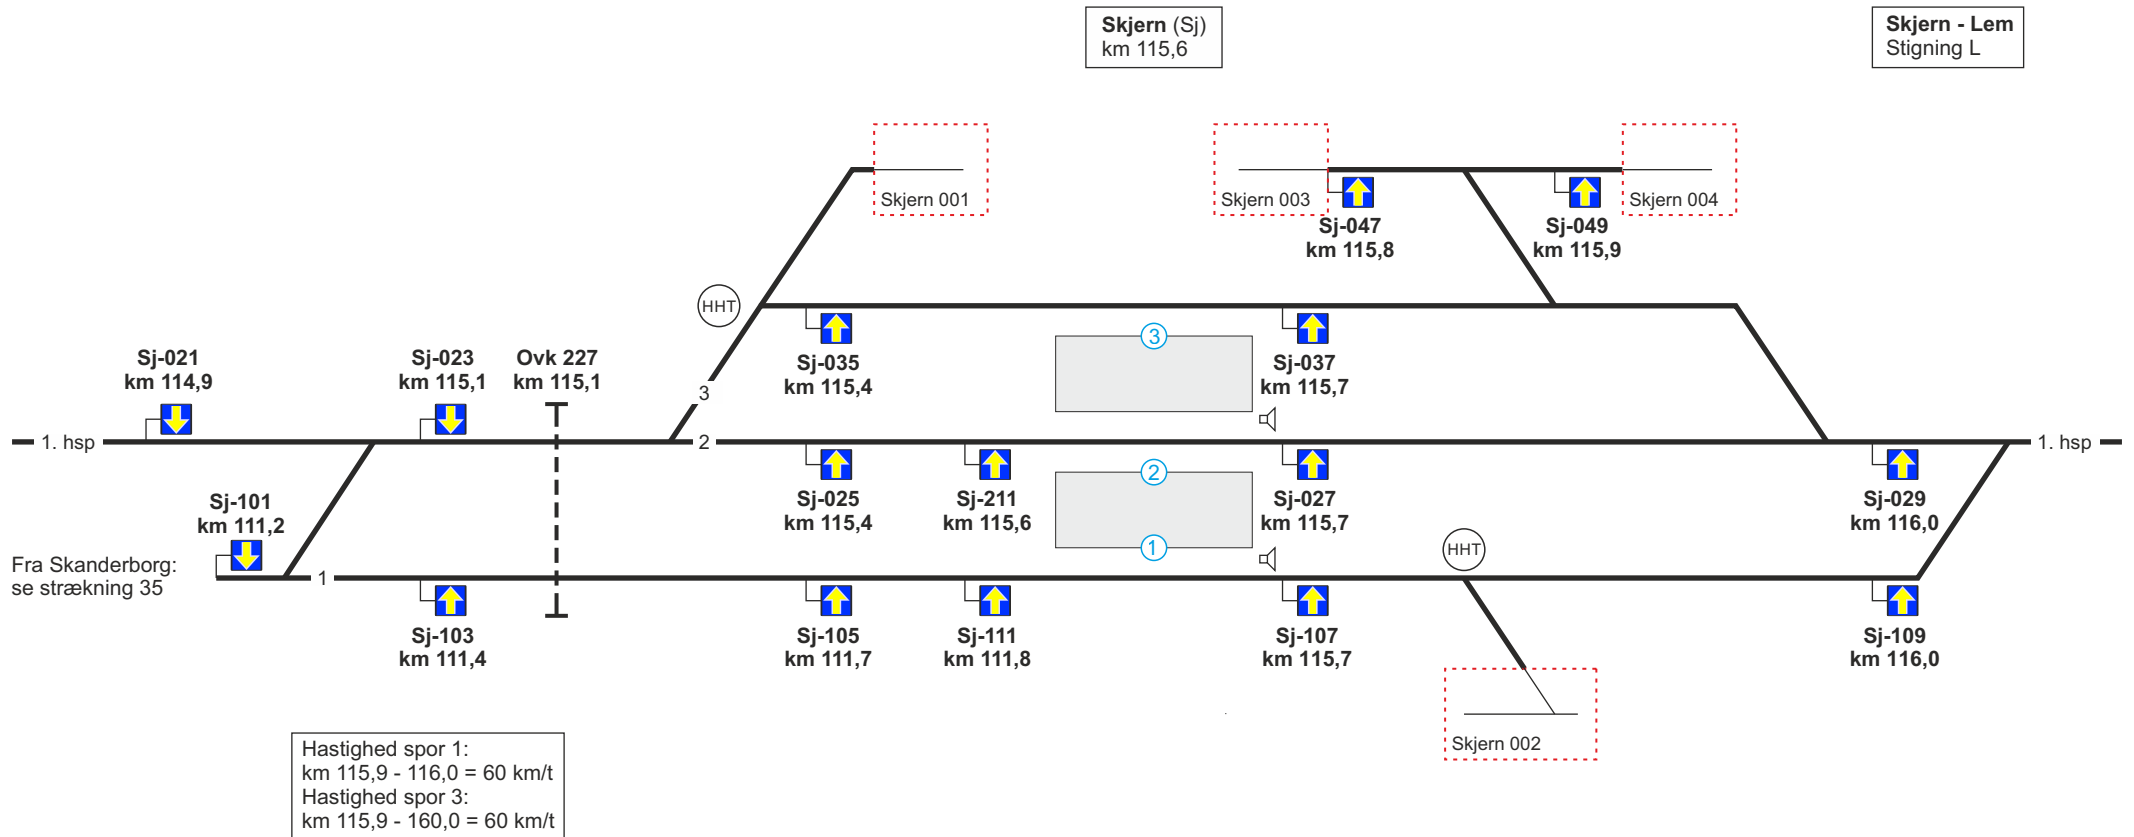 Skjern (Sj)
km 115,6
Skjern - Lem
Stigning L
Skjern 001
Skjern 003
Skjern 004
Sj-047
km 115,8
Sj-049
km 115,9
HHT
Sj-035
km 115,4
3
Sj-037
km 115,7
Sj-021
km 114,9
Sj-023
km 115,1
Ovk 227
km 115,1
3
1. hsp
2
1. hsp
Sj-025
km 115,4
Sj-211
km 115,6
2
1
Sj-027
km 115,7
Sj-029
km 116,0
Sj-101
km 111,2
HHT
Fra Skanderborg:
se strækning 35
1
Sj-103
km 111,4
Sj-105
km 111,7
Sj-111
km 111,8
Sj-107
km 115,7
Sj-109
km 116,0
Skjern 002
Hastighed spor 1:
km 115,9 - 116,0 = 60 km/t
Hastighed spor 3:
km 115,9 - 160,0 = 60 km/t